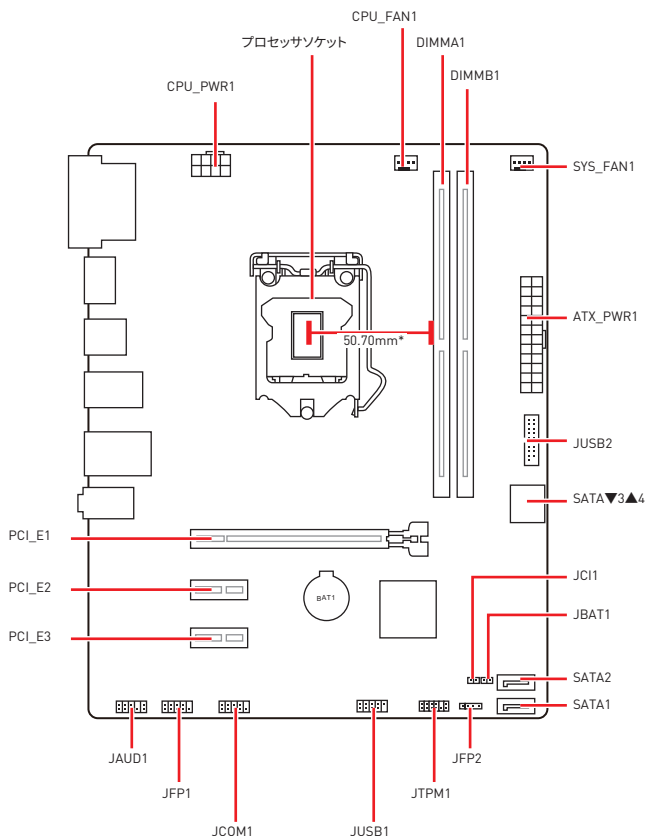 CPU_FAN1
プロセッサソケット
DIMMA1
DIMMB1
CPU_PWR1
SYS_FAN1
ATX_PWR1
50.70mm*
JUSB2
SATA▼3▲4
PCI_E1
JCI1
PCI_E2
BAT1
JBAT1
PCI_E3
SATA2
SATA1
JAUD1
JFP2
JFP1
JTPM1
JCOM1
JUSB1